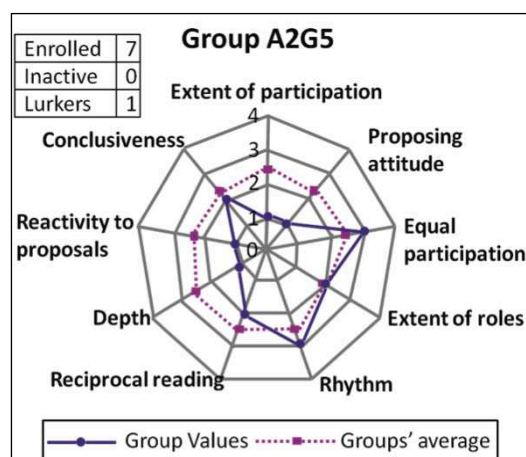 Group A2G5
Enrolled 7
Inactive 0
Lurkers 1
Extent of participation
Proposing
attitude
Equal
participation
Extent of roles
Rhythm
Reciprocal reading
Depth
Reactivity to
proposals
Conclusiveness
4
3
2
1
0
Group Values
Groups' average